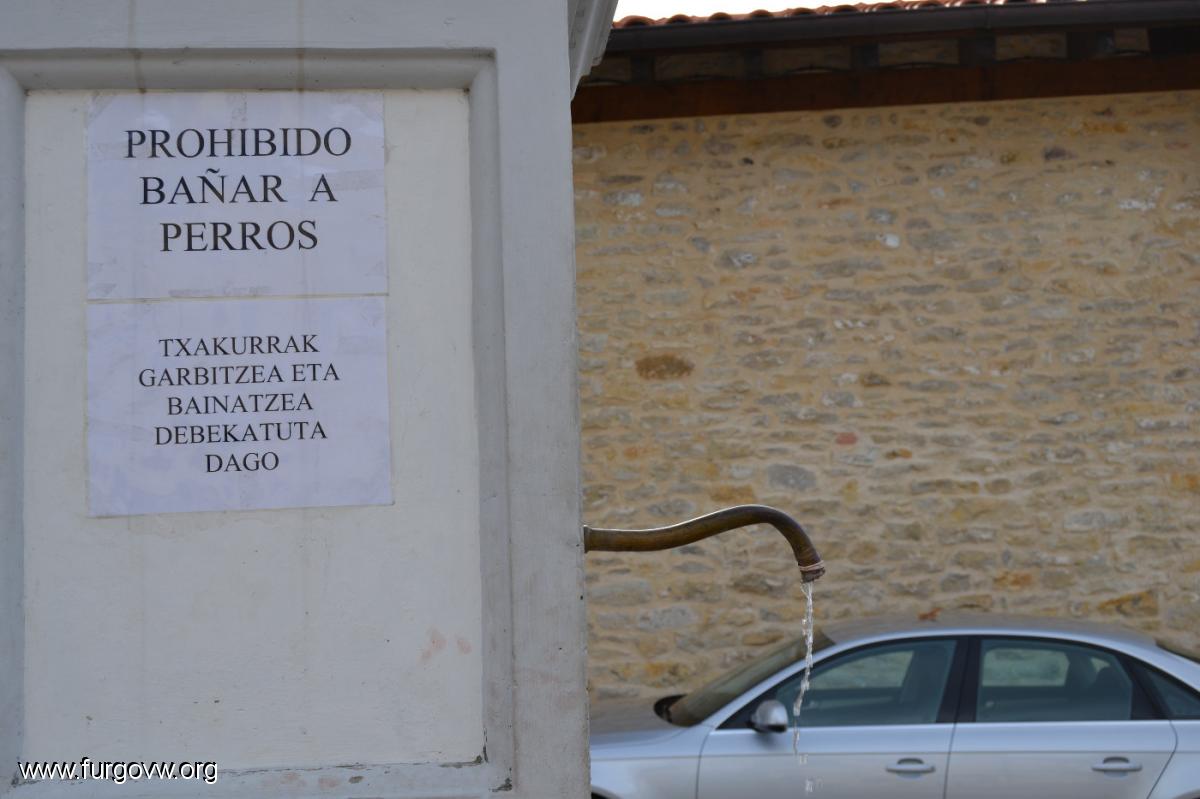 PROHIBIDO
BAÑAR A
PERROS
TXAKURRAK
GARBITZEA ETA
BAINATZEA
DEBEKATUTA
DAGO
www.furgovw.org